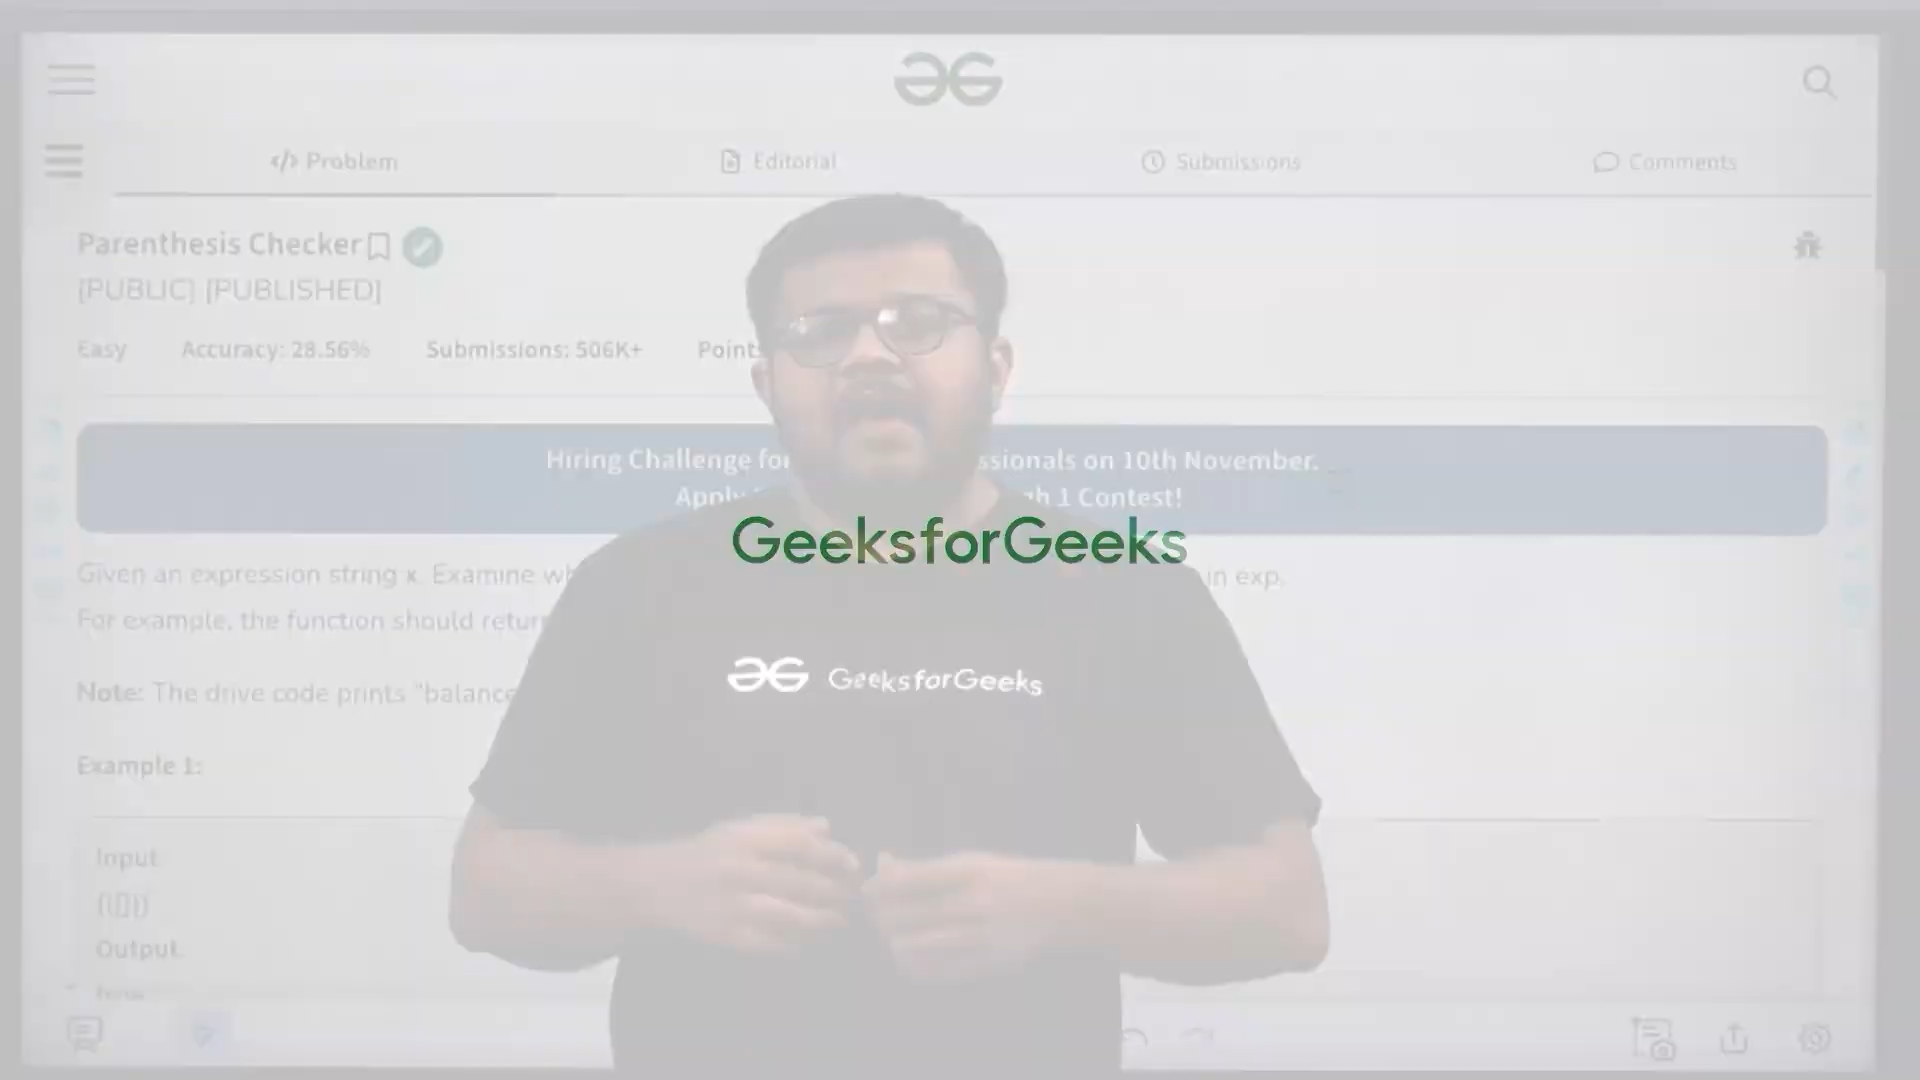 Problem
Editorial
Submissions
Comments
Parenthesis Checker
[PUBLIC] [PUBLISHED]
Easy Accuracy: 28.56% Submissions: 506K+ Points
Hiring Challenge for ssionals on 10th November.
Apply 1 Contest!
GeeksforGeeks
Given an expression string x. Examine in exp.
For example, the function should return
GeeksforGeeks
Note: The drive code prints "balance
Example 1:
Input
Output